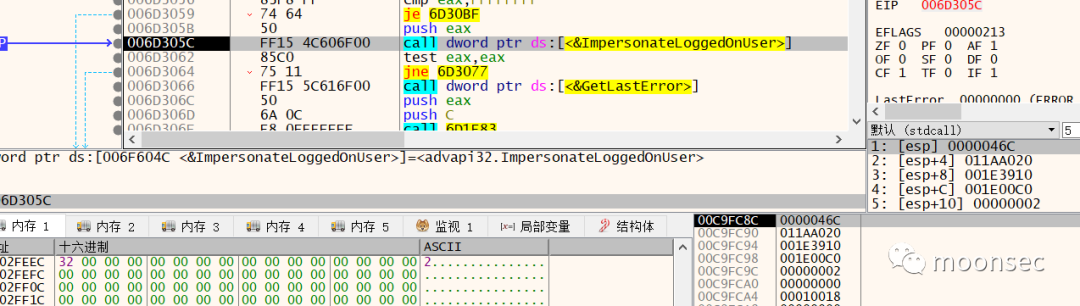 EIP 006D305C
EFLAGS 00000213
ZF 0 PF 0 AF 1
OF 0 SF 0 DF 0
CF 1 TF 0 IF 1
LastError 00000000 (ERROR
默认 (stdcall) 5
1: [esp] 0000046C
2: [esp+4] 011AA020
3: [esp+8] 001E3910
4: [esp+C] 001E00C0
5: [esp+10] 00000002
006D3059 74 64 je 6D30BF
006D305B 50 push eax
006D305C FF15 4C606F00 call dword ptr ds:[<&ImpersonateLoggedOnUser>]
006D3062 85C0 test eax,eax
006D3064 75 11 jne 6D3077
006D3066 FF15 5C616F00 call dword ptr ds:[<&GetLastError>]
006D306C 50 push eax
006D306D 6A 0C push C
call 6D1F83
ord ptr ds:[006F604C <&ImpersonateLoggedOnUser>]=<advapi32.ImpersonateLoggedOnUser>
6D305C
内存 1 内存 2 内存 3 内存 4 内存 5 监视 1 [x=] 局部变量 结构体
址 十六进制 ASCII
02FEEC 32 00 00 00 00 00 00 00 00 00 00 00 00 00 00 00 2...............
02FEFC 00 00 00 00 00 00 00 00 00 00 00 00 00 00 00 00 ................
02FF0C 00 00 00 00 00 00 00 00 00 00 00 00 00 00 00 00 ................
02FF1C 00 00 00 00 00 00 00 00 00 00 00 00 00 00 00 00 ................
00C9FC8C 0000046C
00C9FC90 011AA020
00C9FC94 001E3910
00C9FC98 001E00C0
00C9FC9C 00000002
00C9FCA0 00000000
00C9FCA4 00010018
moonsec